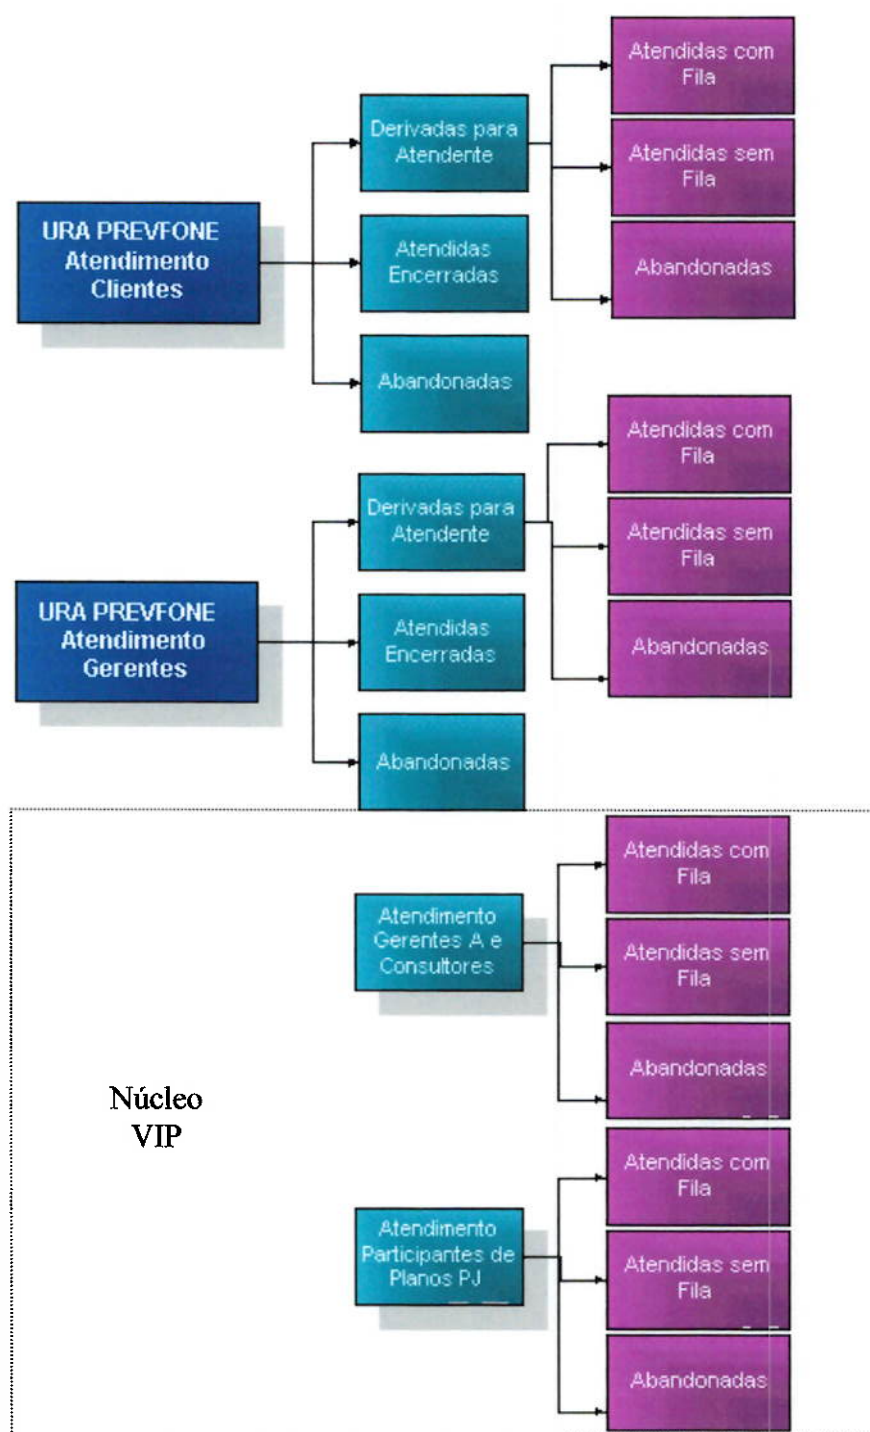 URA PREVFONE
Atendimento
Clientes
Derivadas para
Atendente
Atendidas
Encerradas
Abandonadas
Atendidas com
Fila
Atendidas sem
Fila
Abandonadas
URA PREVFONE
Atendimento
Gerentes
Derivadas para
Atendente
Atendidas
Encerradas
Abandonadas
Atendidas com
Fila
Atendidas sem
Fila
Abandonadas
Núcleo
VIP
Atendimento
Gerentes A e
Consultores
Atendidas com
Fila
Atendidas sem
Fila
Abandonadas
Atendimento
Participantes de
Planos PJ
Atendidas com
Fila
Atendidas sem
Fila
Abandonadas